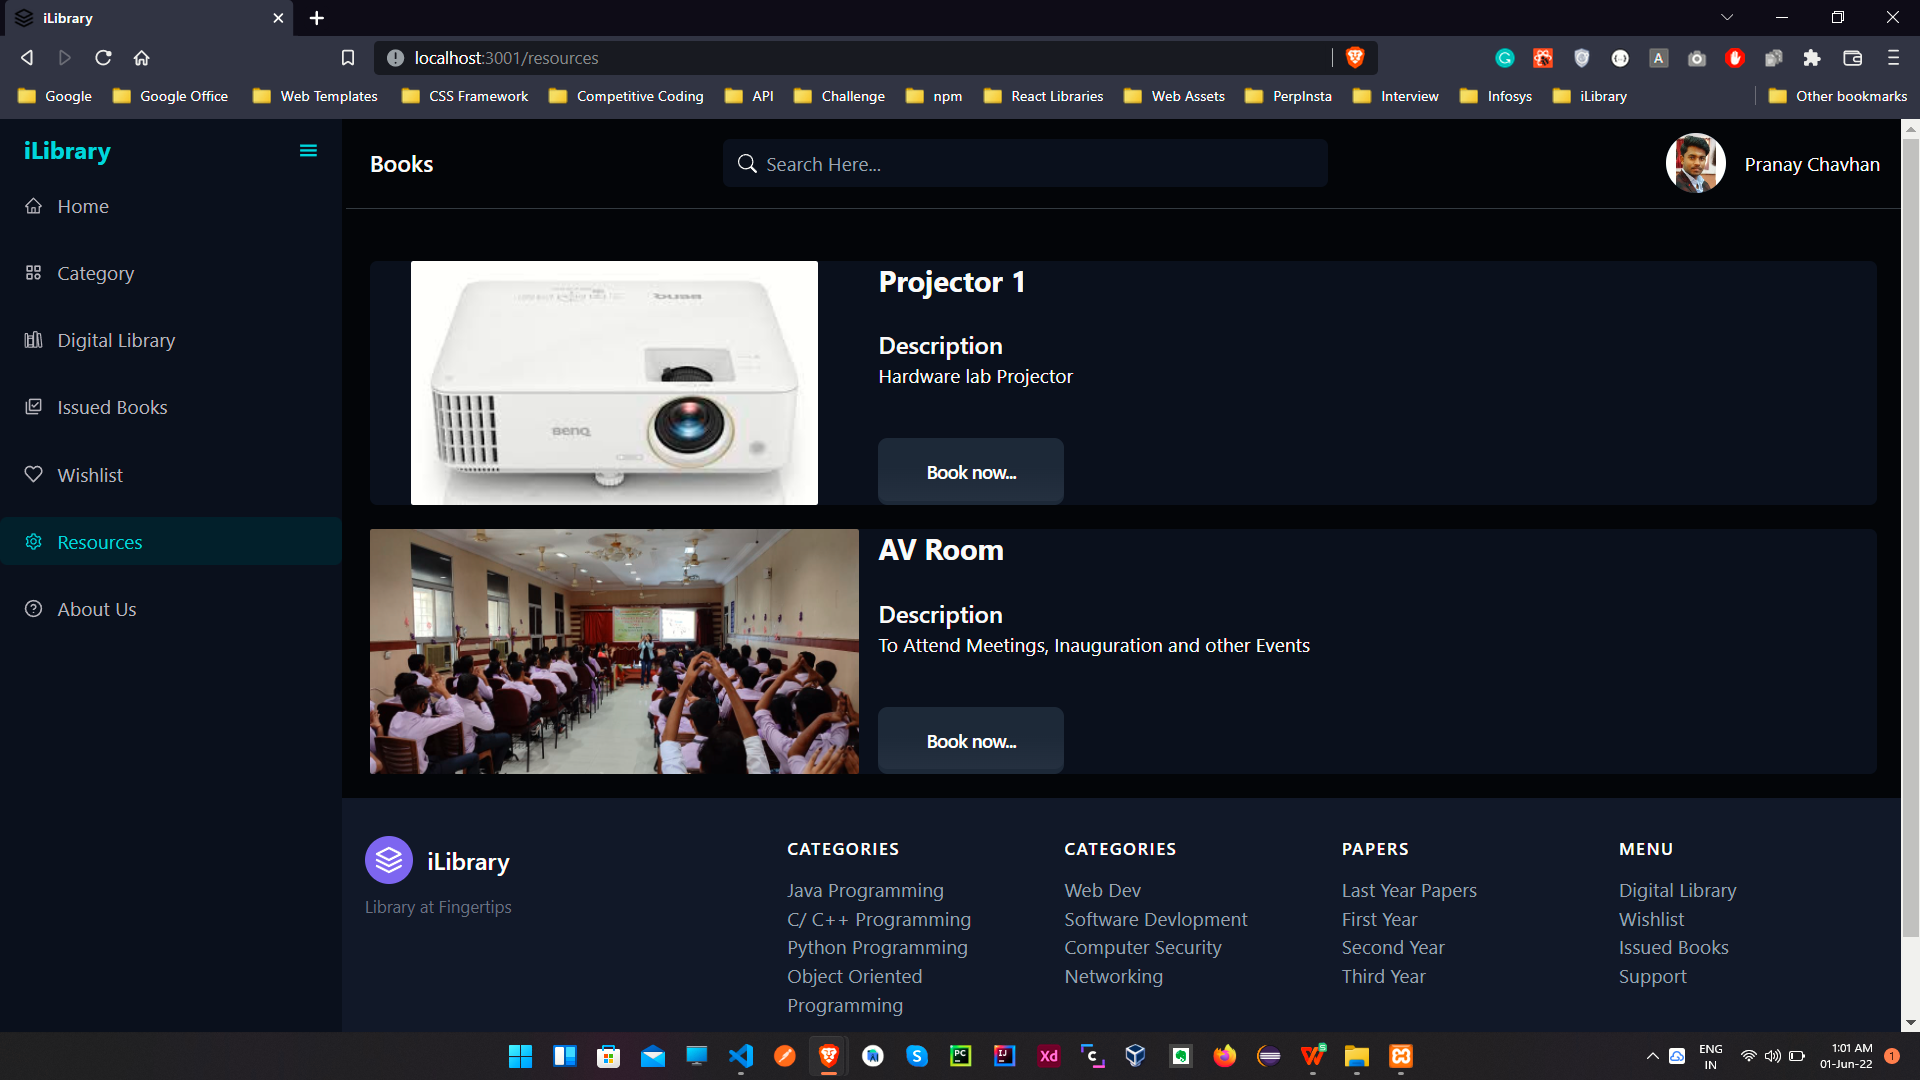 iLibrary
localhost:3001/resources
Google
Google Office
Web Templates
CSS Framework
Competitive Coding
API
Challenge
npm
React Libraries
Web Assets
PerpInsta
Interview
Infosys
iLibrary
Other bookmarks
iLibrary
Books
Search Here...
Pranay Chavhan
Home
Category
Digital Library
Issued Books
Wishlist
Resources
About Us
BenQ
BenQ
Projector 1
Description
Hardware lab Projector
Book now...
AV Room
Description
To Attend Meetings, Inauguration and other Events
Book now...
iLibrary
Library at Fingertips
CATEGORIES
Java Programming
C/ C++ Programming
Python Programming
Object Oriented
Programming
CATEGORIES
Web Dev
Software Devlopment
Computer Security
Networking
PAPERS
Last Year Papers
First Year
Second Year
Third Year
MENU
Digital Library
Wishlist
Issued Books
Support
PC
IJ
Xd
C
ENG
IN
1:01 AM
01-Jun-22
1